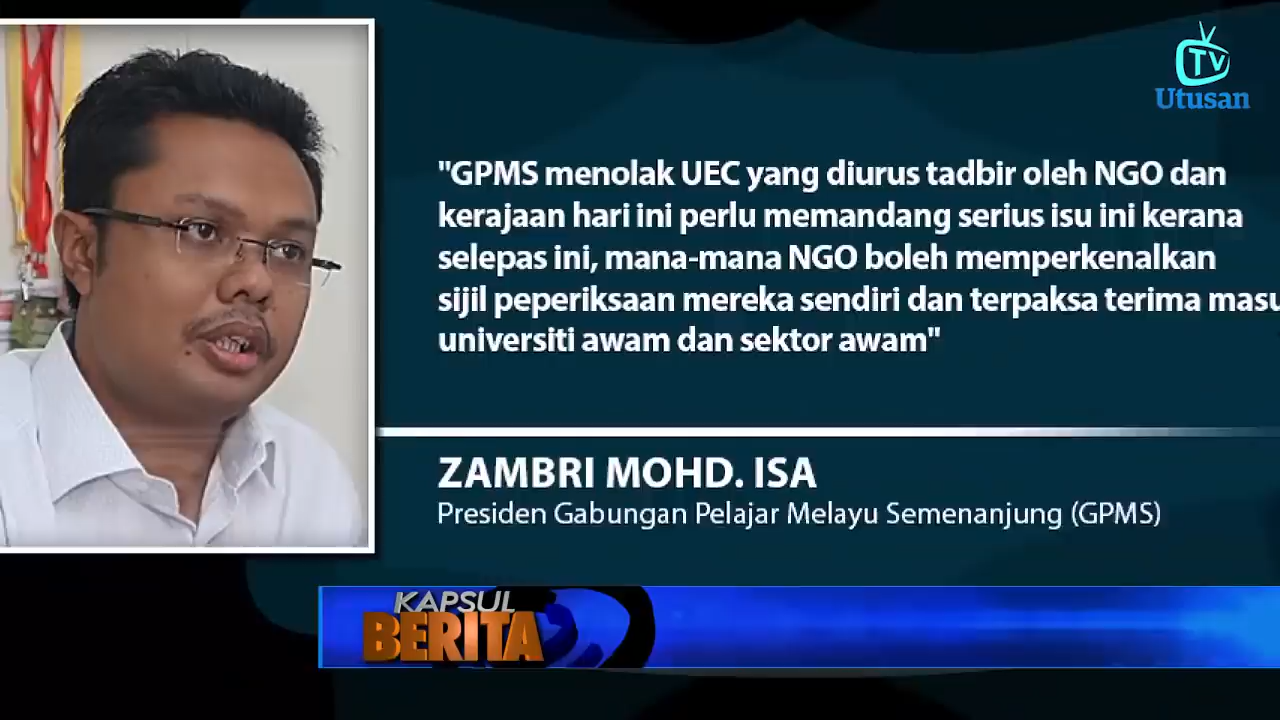 TV
Utusan
"GPMS menolak UEC yang diurus tadbir oleh NGO dan
kerajaan hari ini perlu memandang serius isu ini kerana
selepas ini, mana-mana NGO boleh memperkenalkan
sijil peperiksaan mereka sendiri dan terpaksa terima masu
universiti awam dan sektor awam"
ZAMBRI MOHD. ISA
Presiden Gabungan Pelajar Melayu Semenanjung (GPMS)
KAPSUL
BERITA